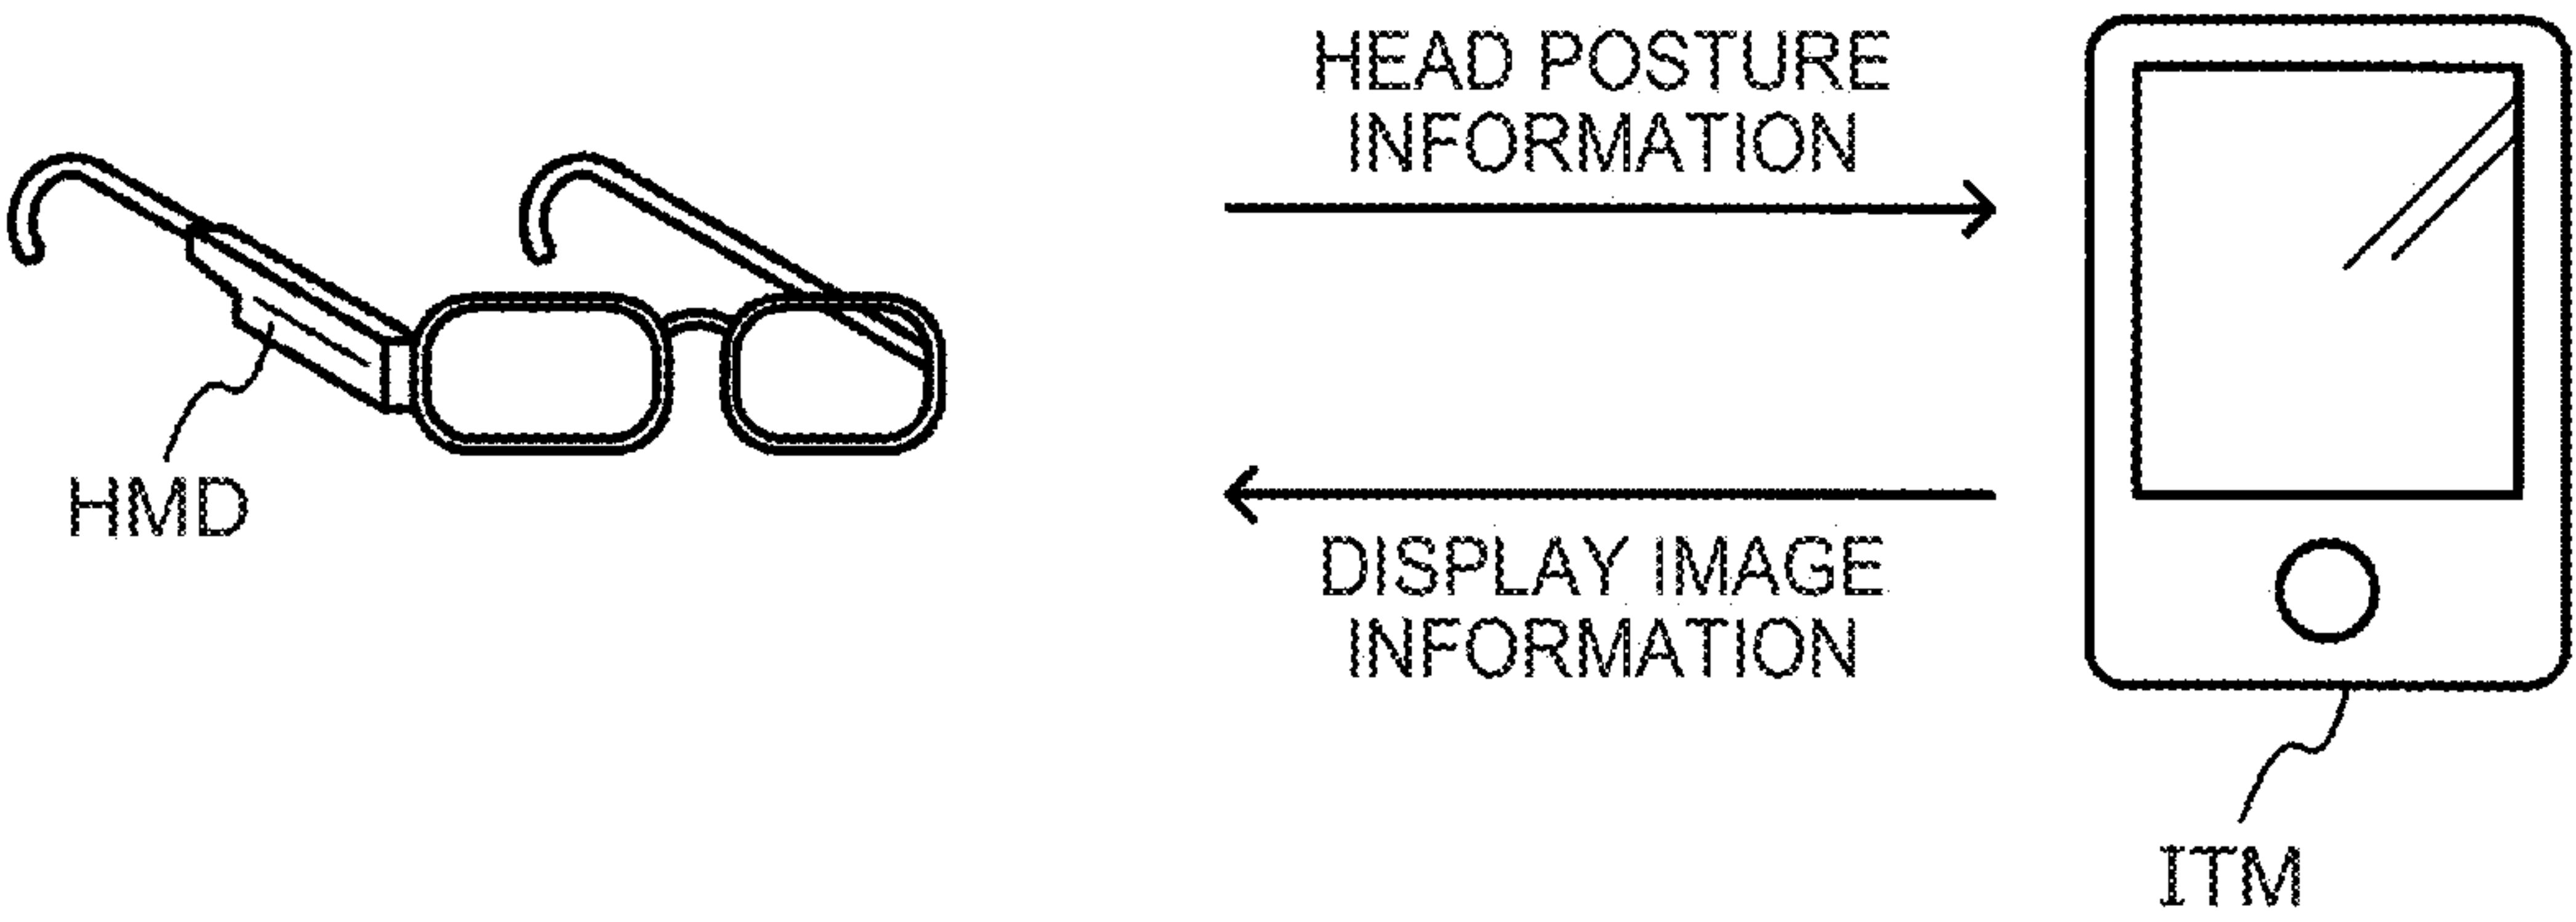 HEAD POSTURE
INFORMATION
HMD
DISPLAY IMAGE
INFORMATION
ITM